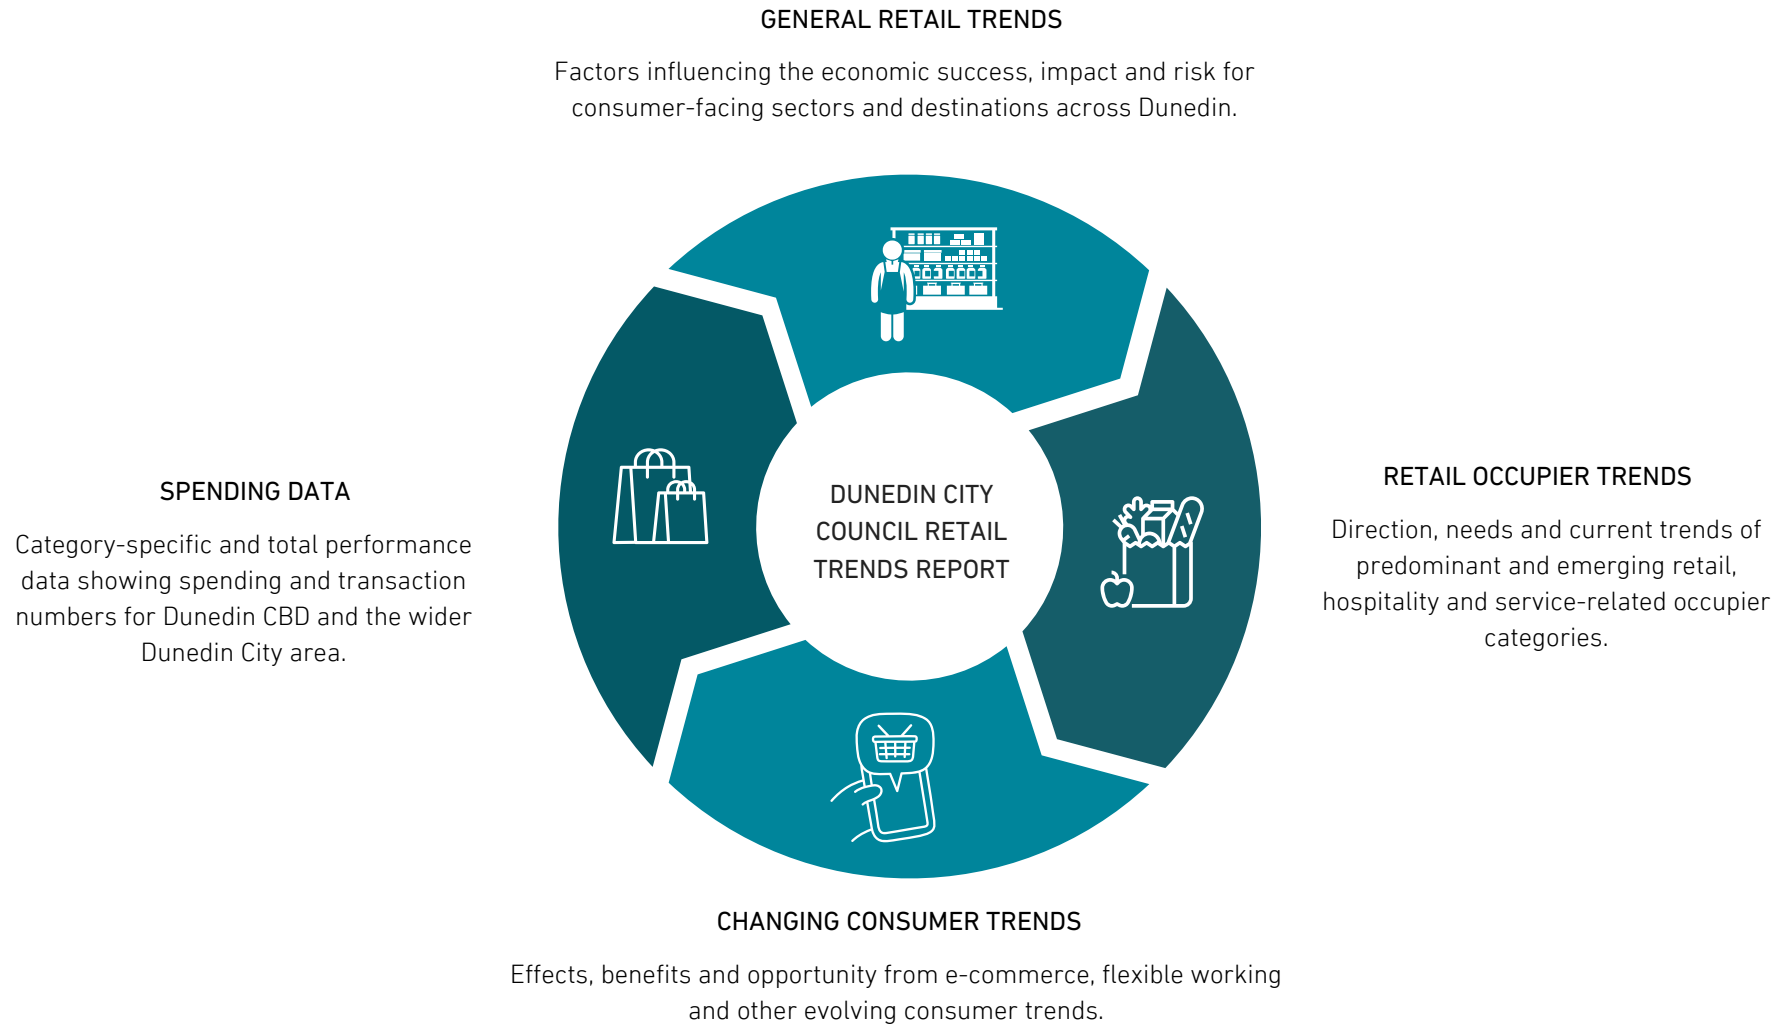 GENERAL RETAIL TRENDS
Factors influencing the economic success, impact and risk for
consumer-facing sectors and destinations across Dunedin.
SPENDING DATA
Category-specific and total performance
data showing spending and transaction
numbers for Dunedin CBD and the wider
Dunedin City area.
DUNEDIN CITY
COUNCIL RETAIL
TRENDS REPORT
RETAIL OCCUPIER TRENDS
Direction, needs and current trends of
predominant and emerging retail,
hospitality and service-related occupier
categories.
CHANGING CONSUMER TRENDS
Effects, benefits and opportunity from e-commerce, flexible working
and other evolving consumer trends.